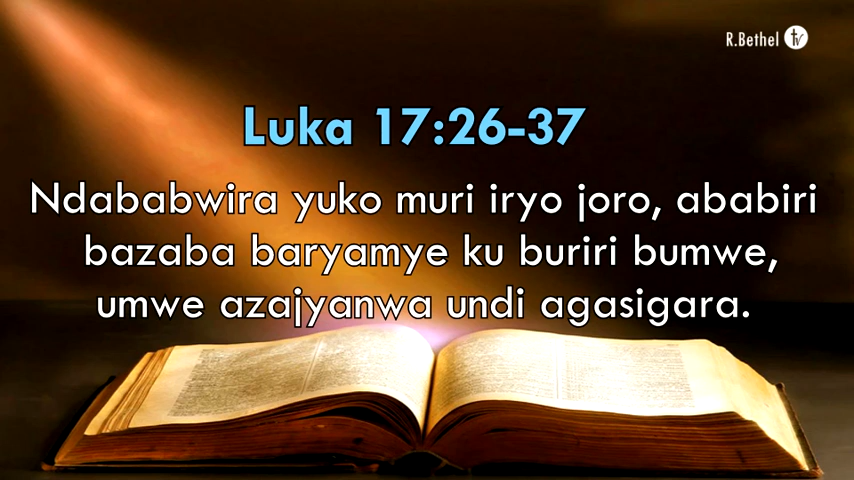 R.Bethel tv
Luka 17:26-37
Ndababwira yuko muri iryo joro, ababiri
bazaba baryamye ku buriri bumwe,
umwe azajyanwa undi agasigara.